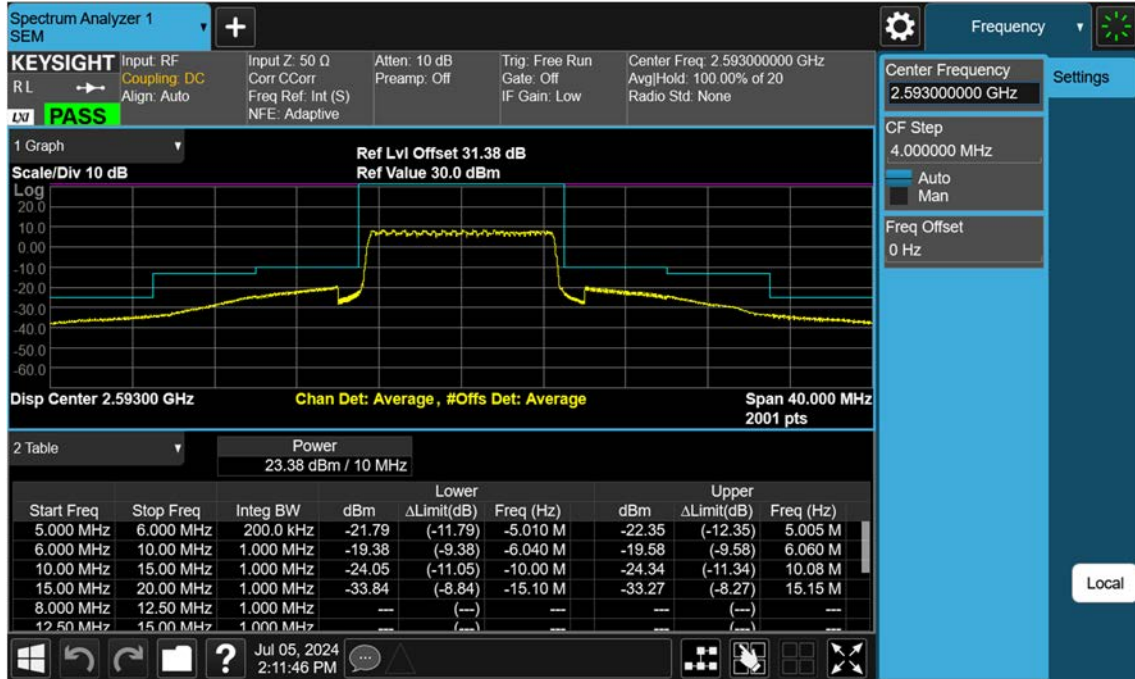 Spectrum Analyzer 1
SEM
+
Frequency
KEYSIGHT
R L
LXI
PASS
Input: RF
Coupling: DC
Align: Auto
Input Z: 50 Ω
Corr CCorr
Freq Ref: Int (S)
NFE: Adaptive
Atten: 10 dB
Preamp: Off
Trig: Free Run
Gate: Off
IF Gain: Low
Center Freq: 2.593000000 GHz
Avg|Hold: 100.00% of 20
Radio Std: None
Center Frequency
2.593000000 GHz
Settings
CF Step
4.000000 MHz
Auto
Man
Freq Offset
0 Hz
1 Graph
Scale/Div 10 dB
Ref Lvl Offset 31.38 dB
Ref Value 30.0 dBm
Log
20.0
10.0
0.00
-10.0
-20.0
-30.0
-40.0
-50.0
-60.0
Disp Center 2.59300 GHz
Chan Det: Average , #Offs Det: Average
Span 40.000 MHz
2001 pts
2 Table
Power
23.38 dBm / 10 MHz
Lower Upper
Start Freq Stop Freq Integ BW dBm ΔLimit(dB) Freq (Hz) dBm ΔLimit(dB) Freq (Hz)
5.000 MHz 6.000 MHz 200.0 kHz -21.79 (-11.79) -5.010 M -22.35 (-12.35) 5.005 M
6.000 MHz 10.00 MHz 1.000 MHz -19.38 (-9.38) -6.040 M -19.58 (-9.58) 6.060 M
10.00 MHz 15.00 MHz 1.000 MHz -24.05 (-11.05) -10.00 M -24.34 (-11.34) 10.08 M
15.00 MHz 20.00 MHz 1.000 MHz -33.84 (-8.84) -15.10 M -33.27 (-8.27) 15.15 M
8.000 MHz 12.50 MHz 1.000 MHz --- (---) --- --- (---) ---
12.50 MHz 15.00 MHz 1.000 MHz --- (---) --- --- (---) ---
Local
?
Jul 05, 2024
2:11:46 PM